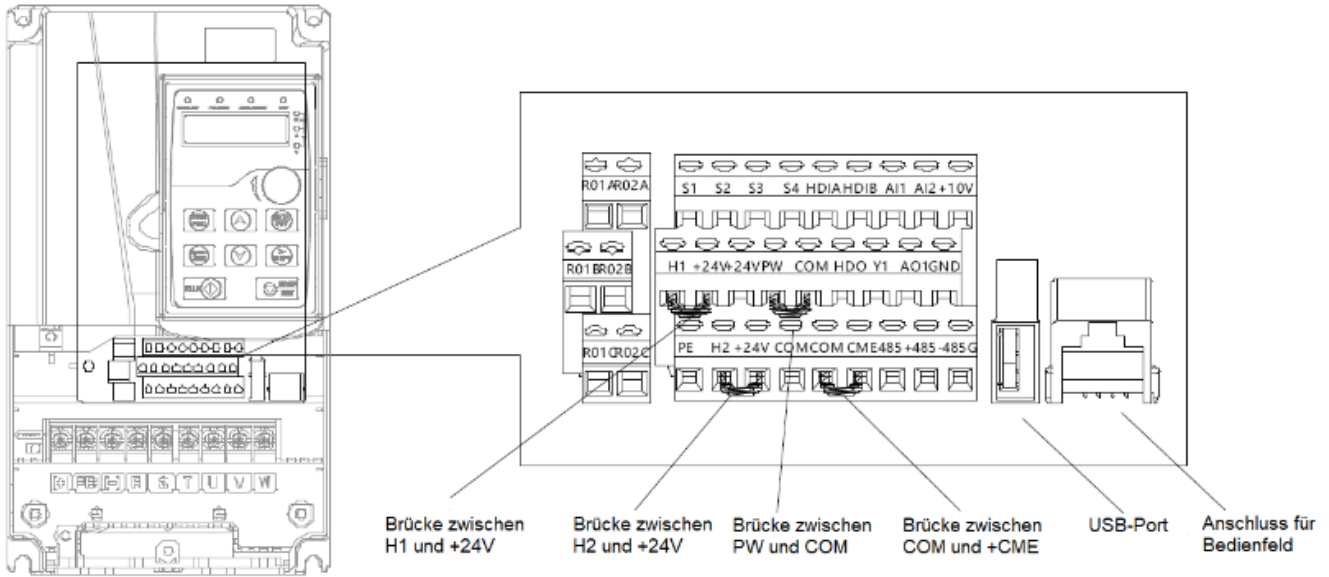 R01A R02A
S1 S2 S3 S4 HDIA HDIB AI1 AI2 +10V
R01B R02B
H1 +24V +24V PW COM HDO Y1 AO1 GND
R01C R02C
PE H2 +24V COM COM CME 485+ 485- 485G
[+] PB [-] R S T U V W
Brücke zwischen
H1 und +24V
Brücke zwischen
H2 und +24V
Brücke zwischen
PW und COM
Brücke zwischen
COM und +CME
USB-Port
Anschluss für
Bedienfeld